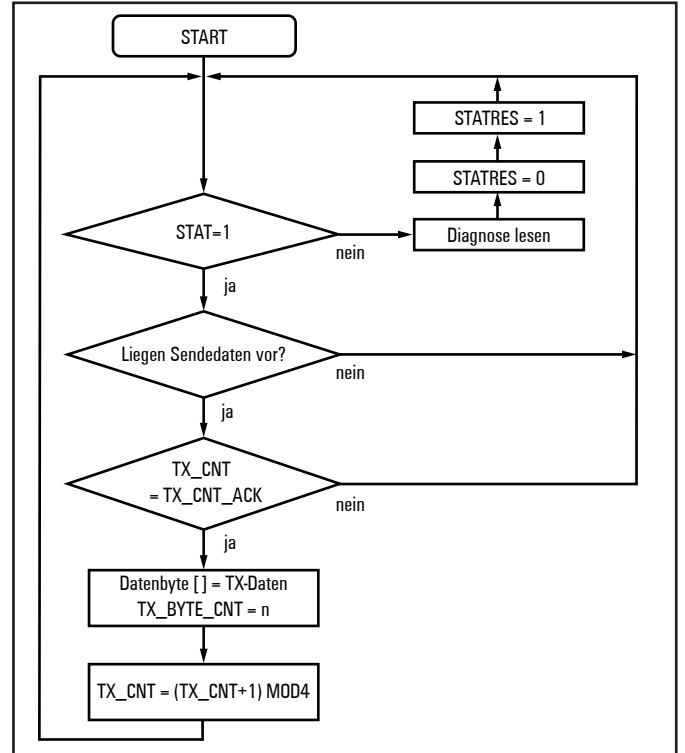 START
STATRES = 1
STATRES = 0
STAT=1
Diagnose lesen
nein
ja
Liegen Sendedaten vor?
nein
ja
TX_CNT
= TX_CNT_ACK
nein
ja
Datenbyte [ ] = TX-Daten
TX_BYTE_CNT = n
TX_CNT = (TX_CNT+1) MOD4